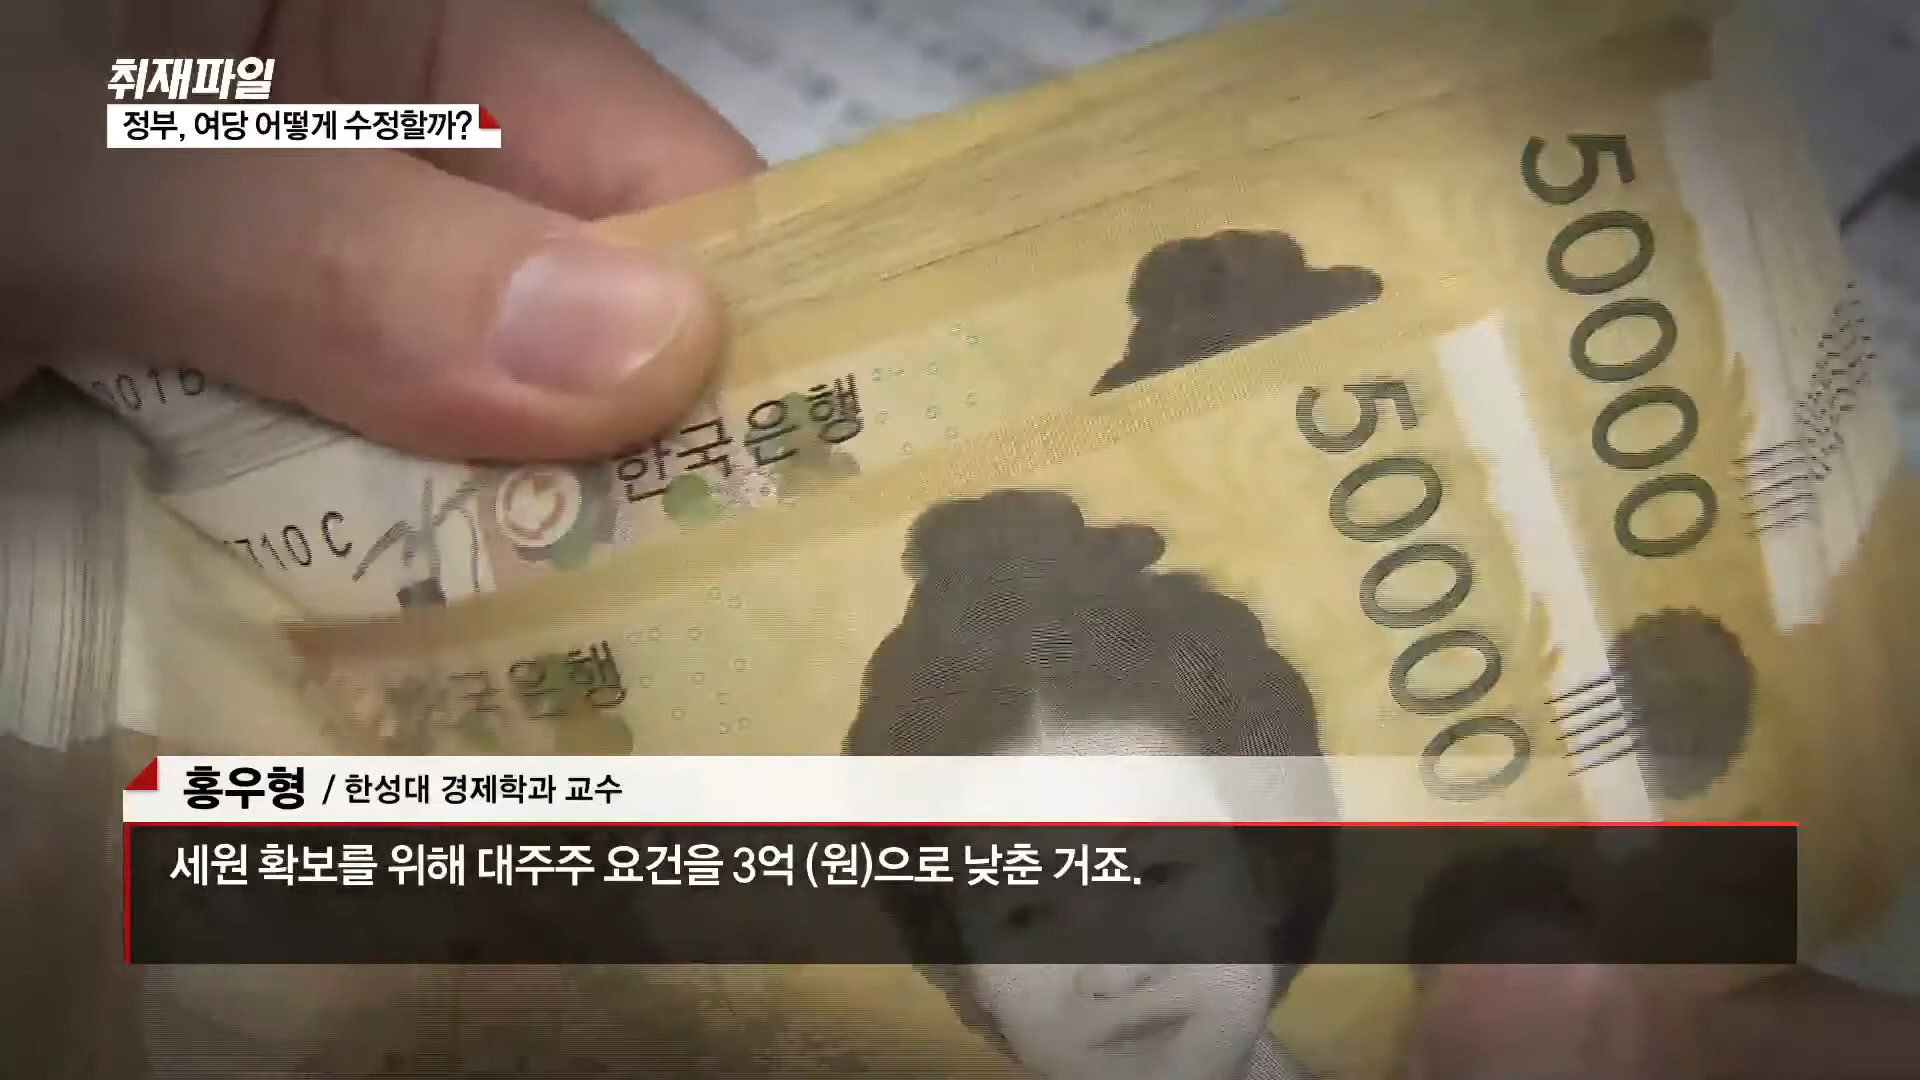 취재파일
정부, 여당 어떻게 수정할까?
50000
50000
한국은행
710 C
국은행
홍우형 / 한성대 경제학과 교수
세원 확보를 위해 대주주 요건을 3억 (원)으로 낮춘 거죠.